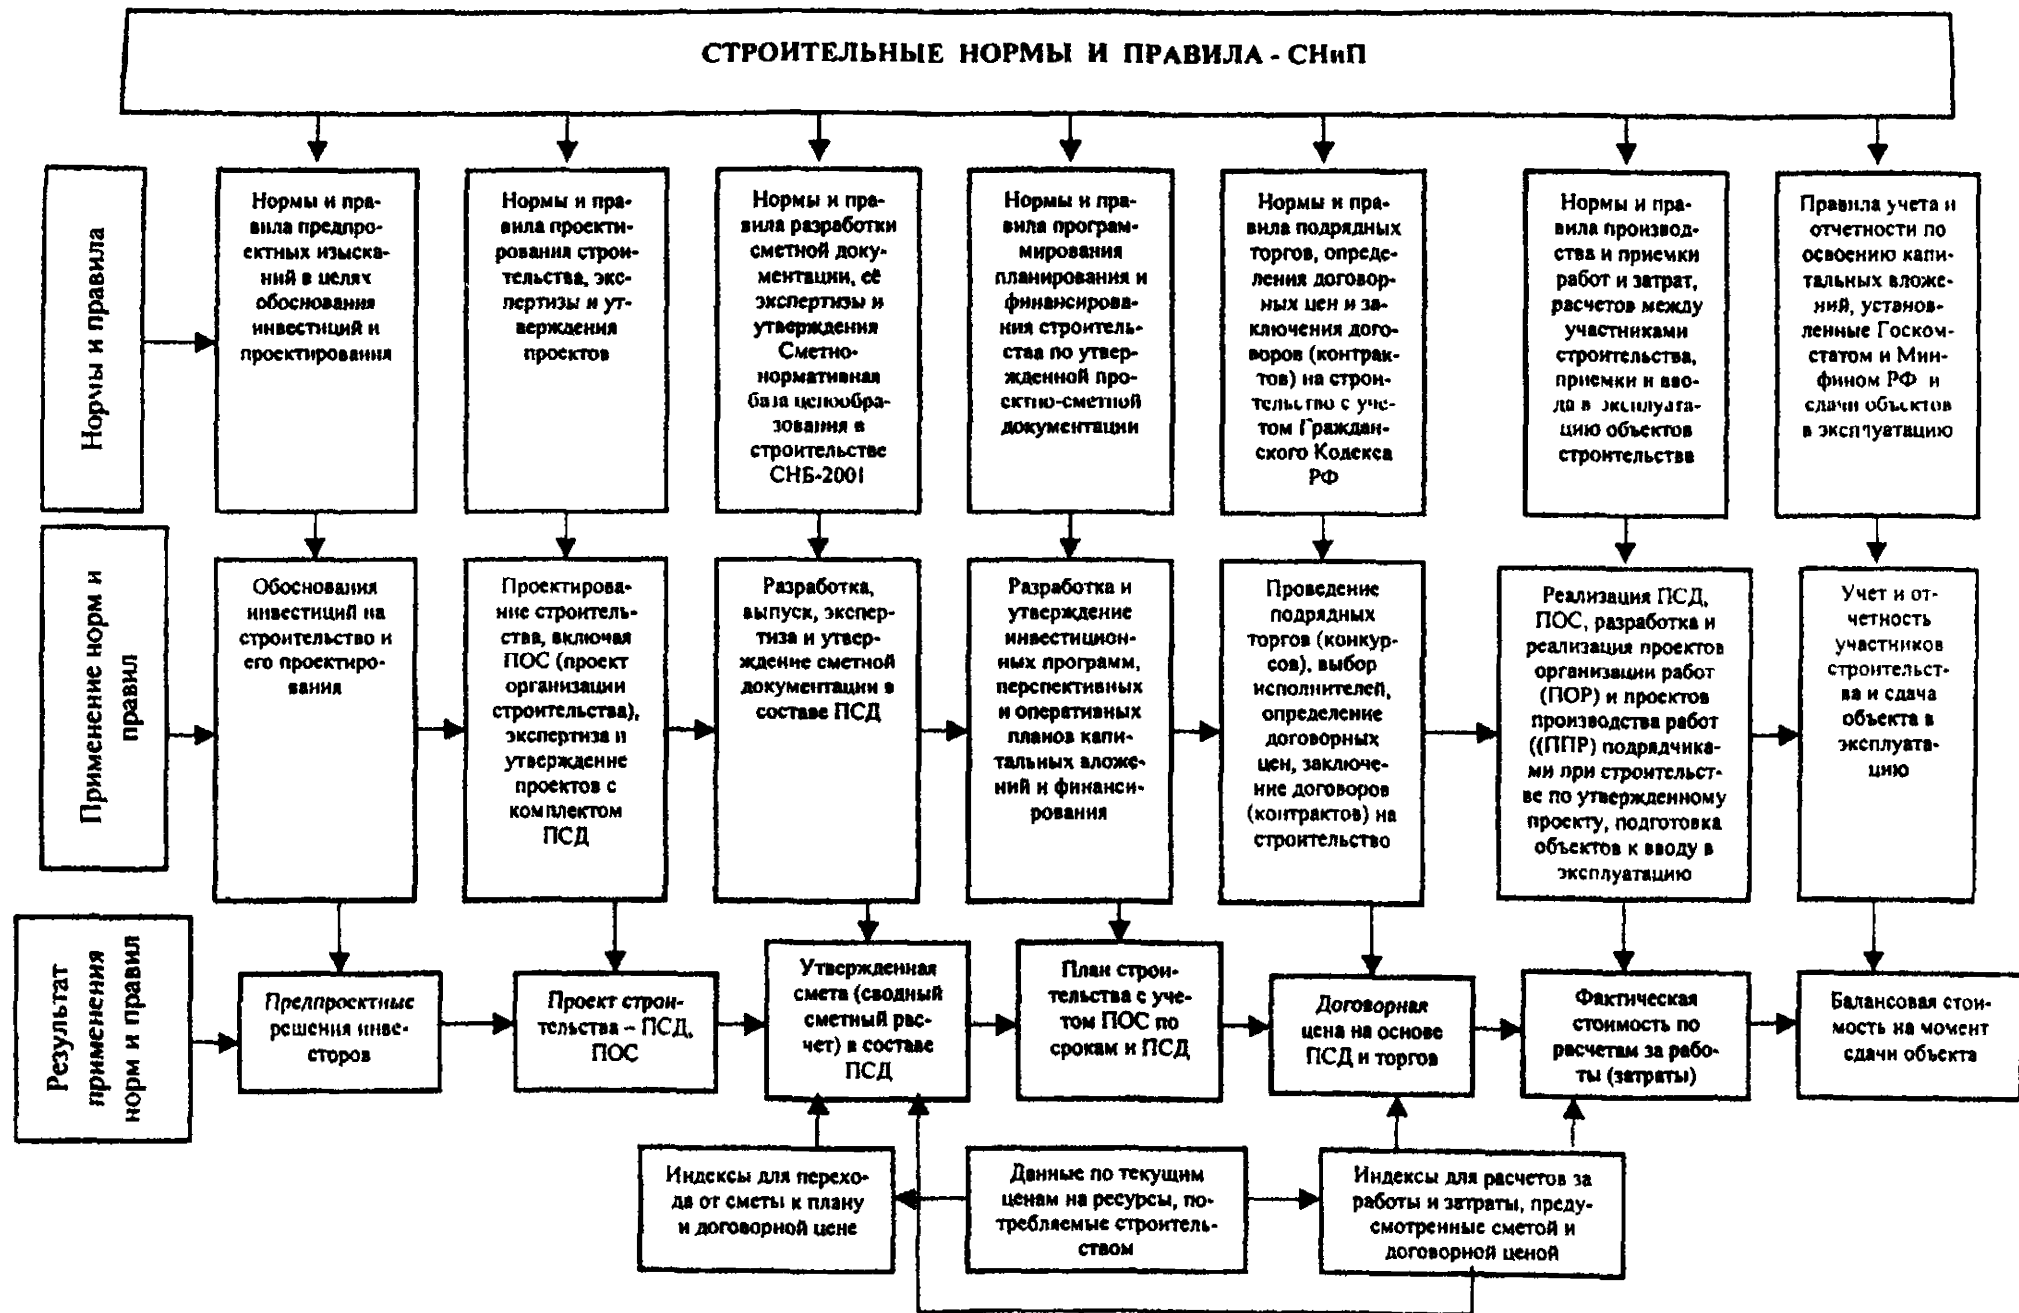 СТРОИТЕЛЬНЫЕ НОРМЫ И ПРАВИЛА - СНиП
Нормы и правила
Нормы и пра-
вила предпро-
ектных изыска-
ний в целях
обоснования
инвестиций и
проектирования
Нормы и пра-
вила проекти-
рования строи-
тельства, экс-
пертизы и ут-
верждения
проектов
Нормы и пра-
вила разработки
сметной доку-
ментации, её
экспертизы и
утверждения
Сметно-
нормативная
база ценообра-
зования в
строительстве
СНБ-2001
Нормы и пра-
вила програм-
мирования
планирования и
финансирова-
ния строитель-
ства по утвер-
жденной про-
ектно-сметной
документации
Нормы и пра-
вила подрядных
торгов, опреде-
ления договор-
ных цен и за-
ключения дого-
воров (контрак-
тов) на строи-
тельство с уче-
том Граждан-
ского Кодекса
РФ
Нормы и пра-
вила производ-
ства и приемки
работ и затрат,
расчетов между
участниками
строительства,
приемки и вво-
да в эксплуата-
цию объектов
строительства
Правила учета и
отчетности по
освоению капи-
тальных вложе-
ний, установ-
ленные Госком-
статом и Мин-
фином РФ и
сдачи объектов
в эксплуатацию
Применение норм и
правил
Обоснования
инвестиций на
строительство и
его проектиро-
вания
Проектирова-
ние строитель-
ства, включая
ПОС (проект
организации
строительства),
экспертиза и
утверждение
проектов с
комплектом
ПСД
Разработка,
выпуск, экспер-
тиза и утвер-
ждение сметной
документации в
составе ПСД
Разработка и
утверждение
инвестицион-
ных программ,
перспективных
и оперативных
планов капи-
тальных вложе-
ний и финанси-
рования
Проведение
подрядных
торгов (конкур-
сов), выбор
исполнителей,
определение
договорных
цен, заключе-
ние договоров
(контрактов) на
строительство
Реализация ПСД,
ПОС, разработка и
реализация проектов
организации работ
(ПОР) и проектов
производства работ
((ППР) подрядчика-
ми при строительст-
ве по утвержденному
проекту, подготовка
объектов к вводу в
эксплуатацию
Учет и от-
четность
участников
строительст-
ва и сдача
объекта в
эксплуата-
цию
Результат
применения
норм и правил
Предпроектные
решения инве-
сторов
Проект строи-
тельства – ПСД,
ПОС
Утвержденная
смета (сводный
сметный рас-
чет) в составе
ПСД
План строи-
тельства с уче-
том ПОС по
срокам и ПСД
Договорная
цена на основе
ПСД и торгов
Фактическая
стоимость по
расчетам за рабо-
ты (затраты)
Балансовая стои-
мость на момент
сдачи объекта
Индексы для перехо-
да от сметы к плану
и договорной цене
Данные по текущим
ценам на ресурсы, по-
требляемые строитель-
ством
Индексы для расчетов за
работы и затраты, преду-
смотренные сметой и
договорной ценой